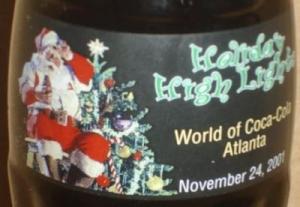 Holiday
High Lights
World of Coca-Cola
Atlanta
November 24, 2001